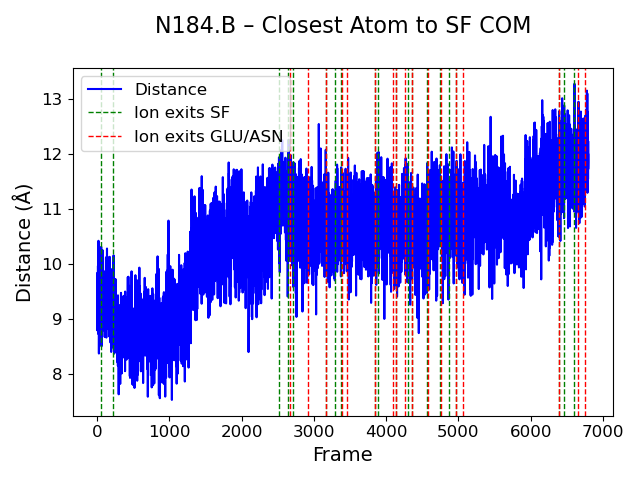 N184.B – Closest Atom to SF COM
Distance
Ion exits SF
Ion exits GLU/ASN
Distance (Å)
13
12
11
10
9
8
0 1000 2000 3000 4000 5000 6000 7000
Frame